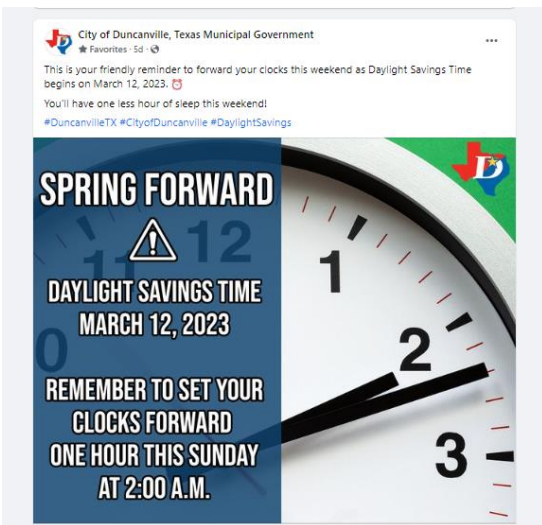 City of Duncanville, Texas Municipal Government
Favorites · 5d ·
This is your friendly reminder to forward your clocks this weekend as Daylight Savings Time
begins on March 12, 2023. ⏰
You'll have one less hour of sleep this weekend!
#DuncanvilleTX #CityofDuncanville #DaylightSavings
D
SPRING FORWARD
DAYLIGHT SAVINGS TIME
MARCH 12, 2023
REMEMBER TO SET YOUR
CLOCKS FORWARD
ONE HOUR THIS SUNDAY
AT 2:00 A.M.
11
12
1
2
3
0